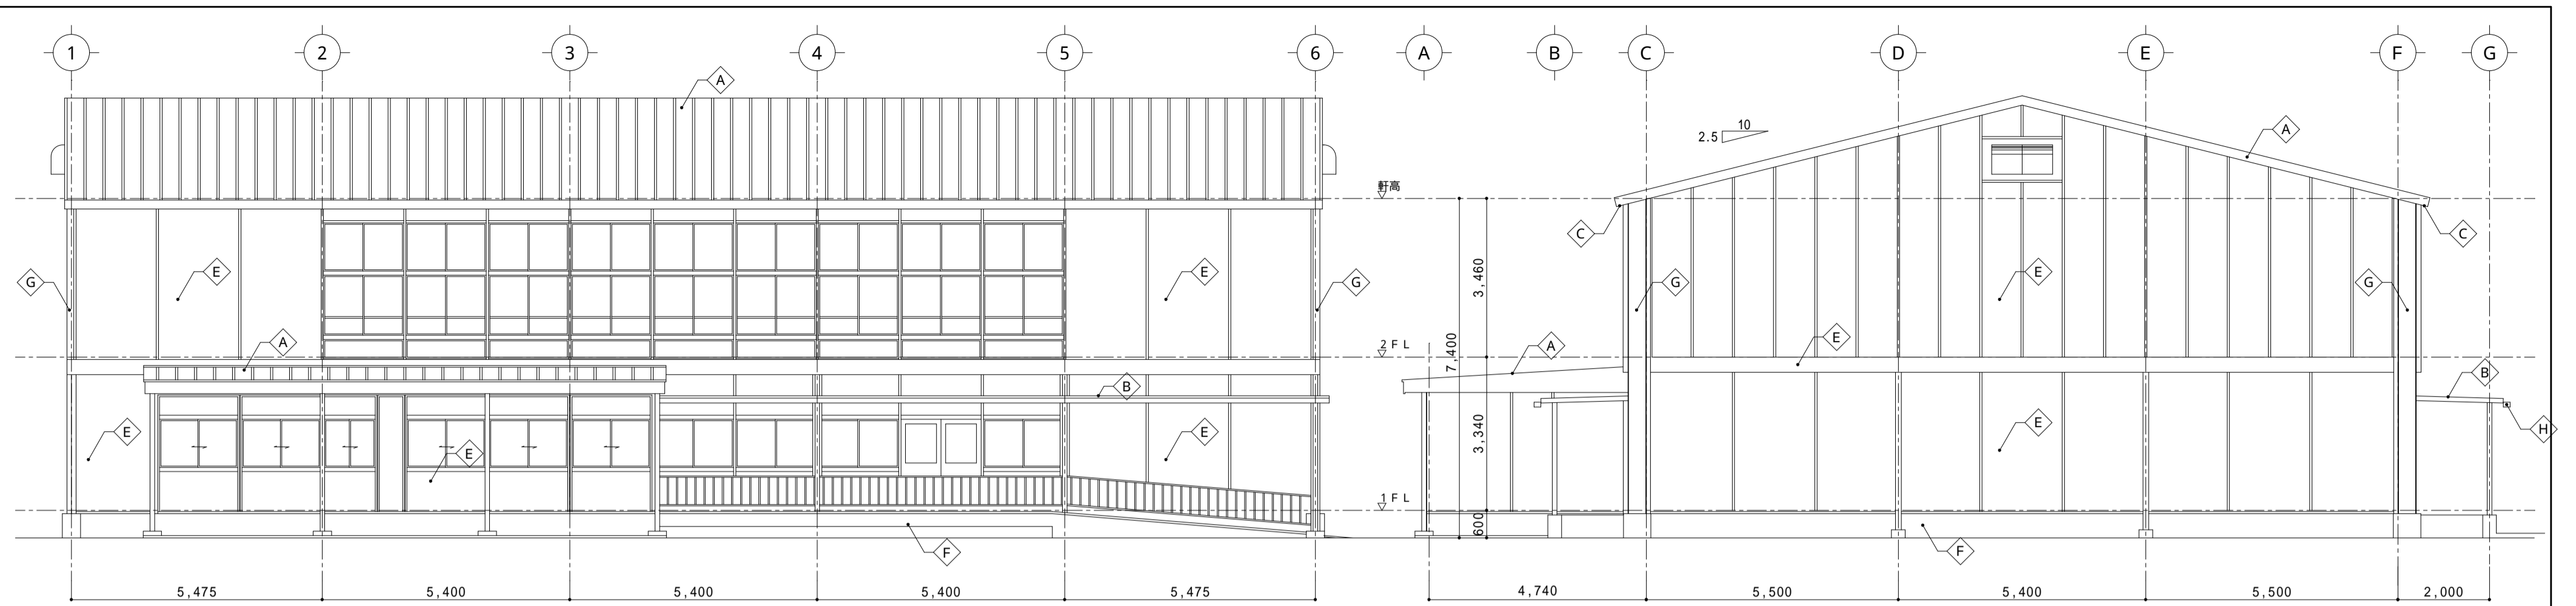 1 2 3 4 5 6 A B C D E F G
A
10
2.5
A
軒高
C C
E E E
G G G G
3,460
7,400
2FL
A A E
B B
3,340
E E E E E
H
1FL
600
F F
5,475 5,400 5,400 5,400 5,475 4,740 5,500 5,400 5,500 2,000